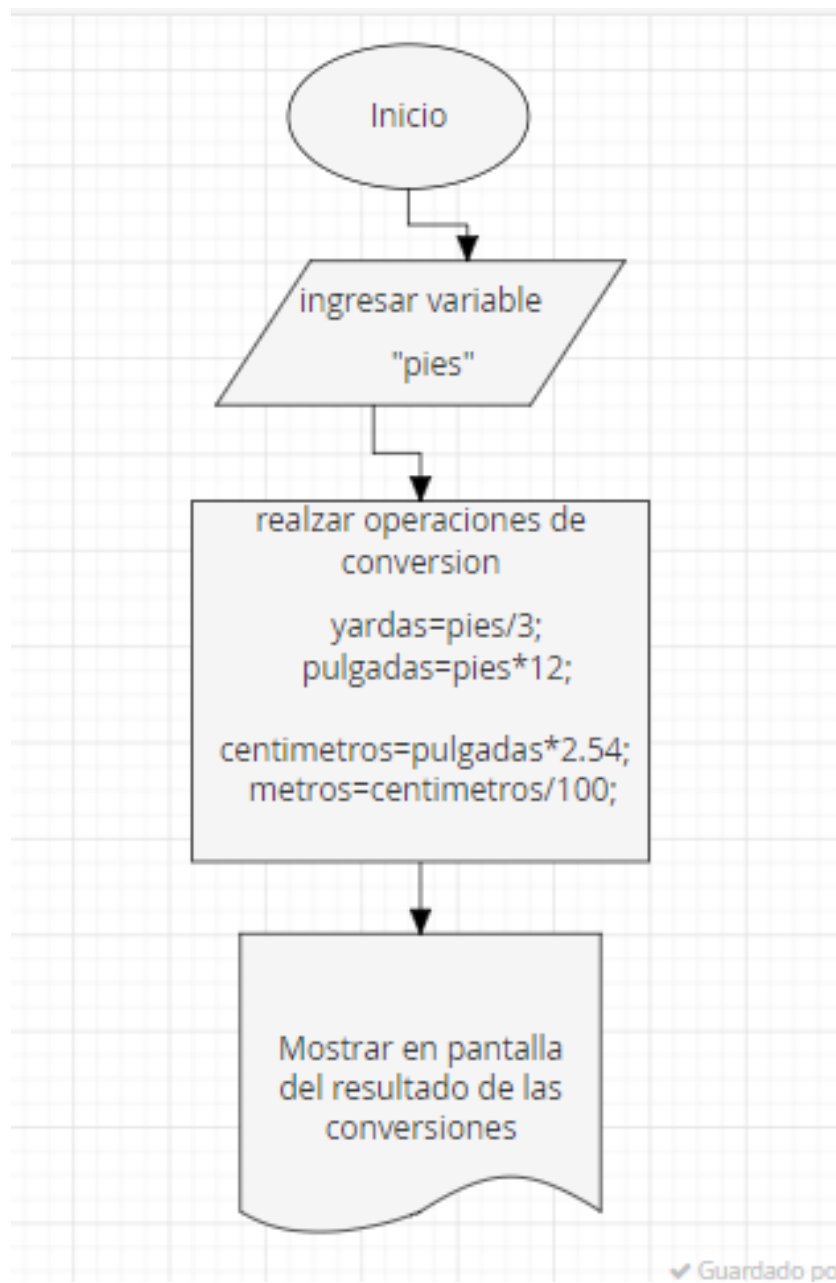 Inicio
ingresar variable
"pies"
realzar operaciones de
conversion
yardas=pies/3;
pulgadas=pies*12;
centimetros=pulgadas*2.54;
metros=centimetros/100;
Mostrar en pantalla
del resultado de las
conversiones
✔ Guardado po